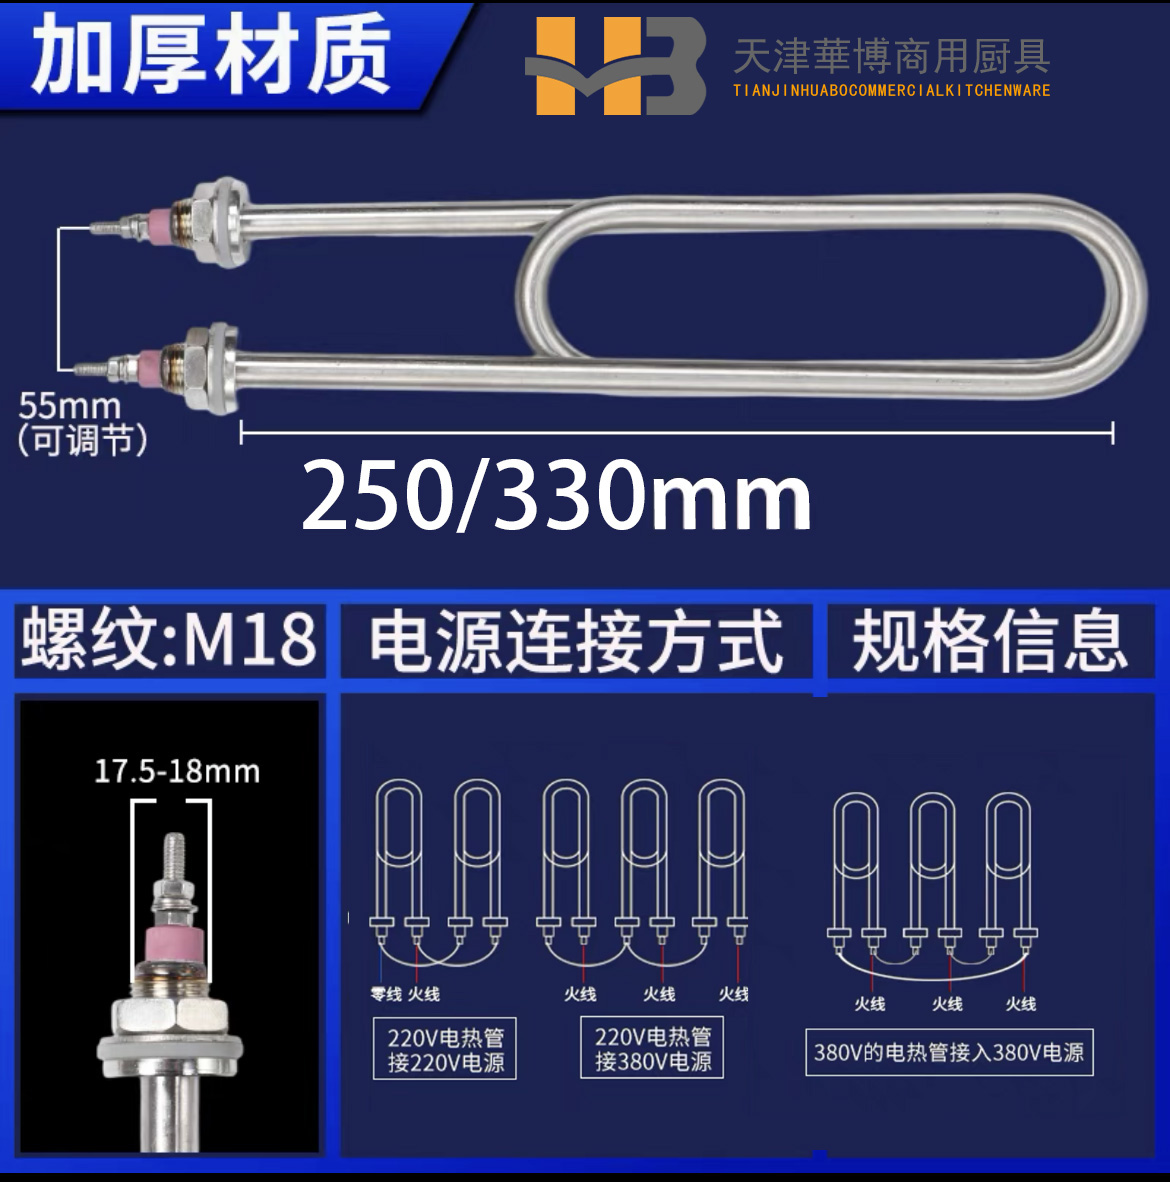 加厚材质
HB
天津華博商用厨具
TIANJINHUABOCOMMERCIALKITCHENWARE
55mm
(可调节)
250/330mm
螺纹:M18
电源连接方式
规格信息
17.5-18mm
零线 火线
火线 火线 火线
火线 火线 火线
220V电热管
接220V电源
220V电热管
接380V电源
380V的电热管接入380V电源